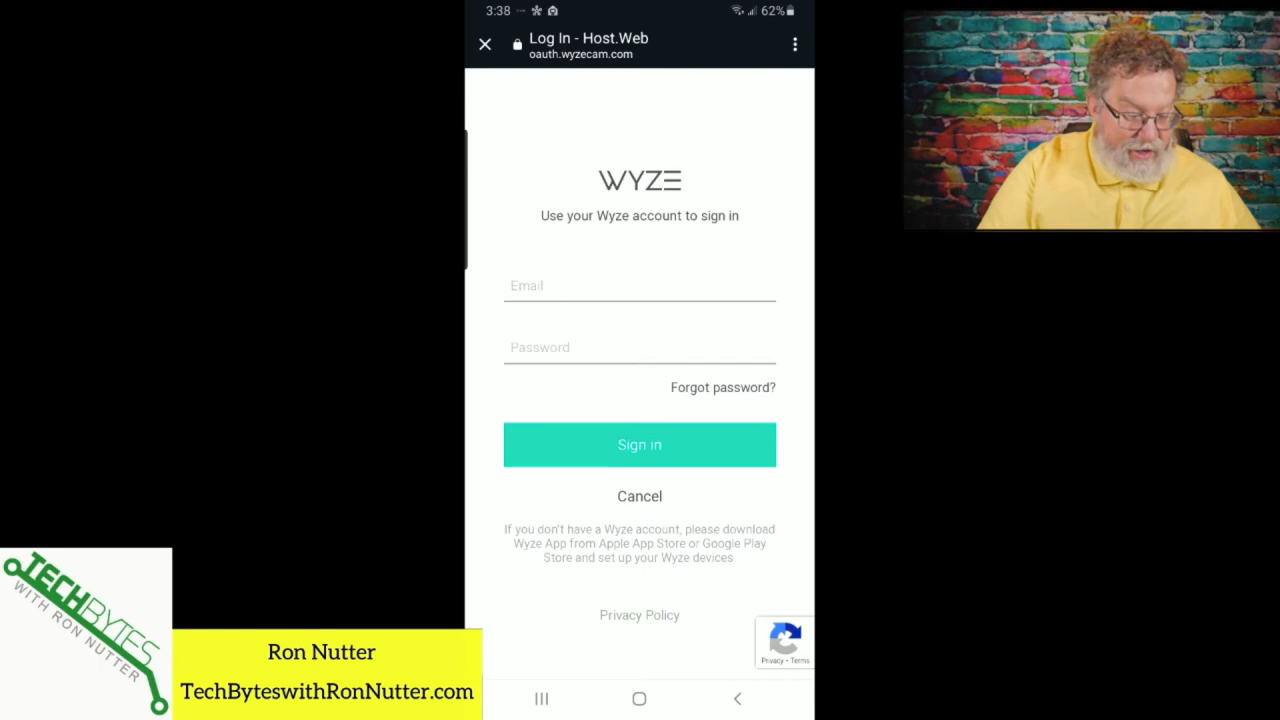 3:38
62%
Log In - Host.Web
oauth.wyzecam.com
WYZE
Use your Wyze account to sign in
Email
Password
Forgot password?
Sign in
Cancel
If you don't have a Wyze account, please download
Wyze App from Apple App Store or Google Play
Store and set up your Wyze devices
Privacy Policy
Privacy • Terms
TECHBYTES
WITH RON NUTTER
Ron Nutter
TechByteswithRonNutter.com